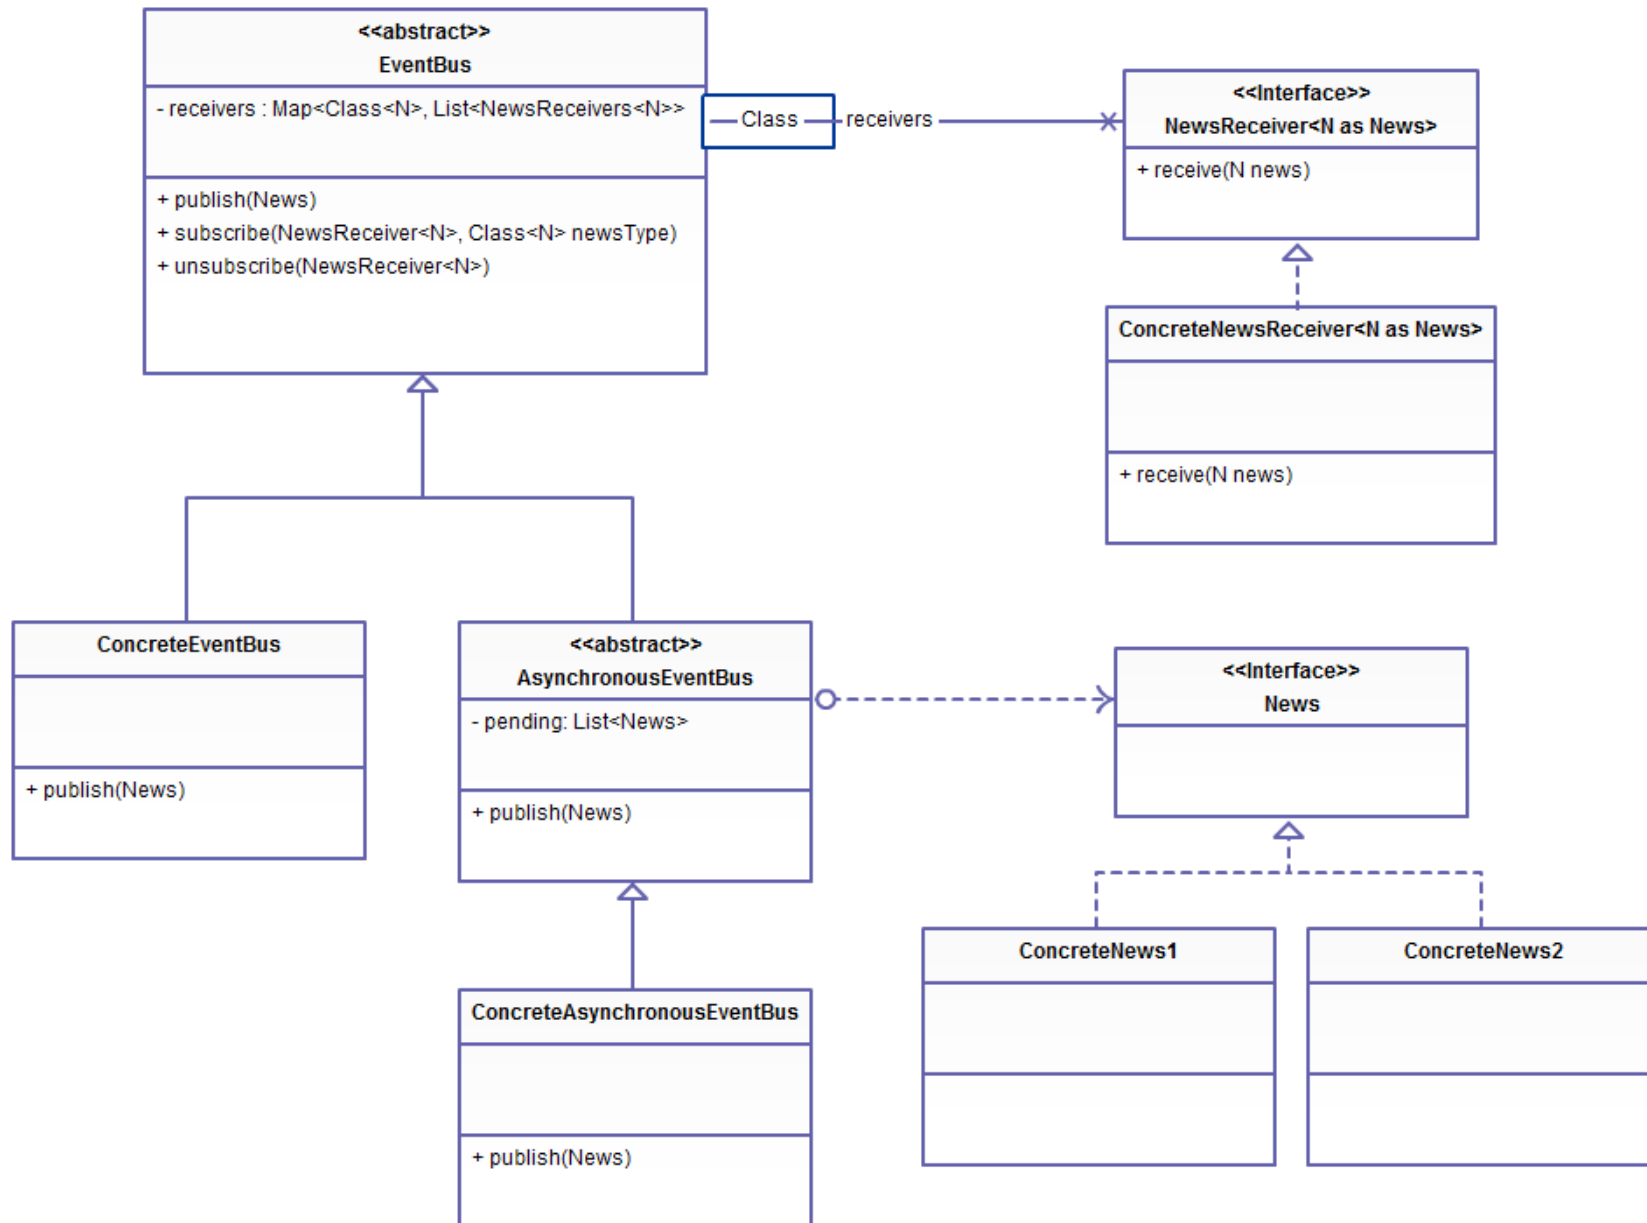 <<abstract>>
EventBus
- receivers : Map<Class<N>, List<NewsReceivers<N>>
+ publish(News)
+ subscribe(NewsReceiver<N>, Class<N> newsType)
+ unsubscribe(NewsReceiver<N>)
Class
receivers
<<Interface>>
NewsReceiver<N as News>
+ receive(N news)
ConcreteNewsReceiver<N as News>
+ receive(N news)
ConcreteEventBus
+ publish(News)
<<abstract>>
AsynchronousEventBus
- pending: List<News>
+ publish(News)
<<Interface>>
News
ConcreteAsynchronousEventBus
+ publish(News)
ConcreteNews1
ConcreteNews2